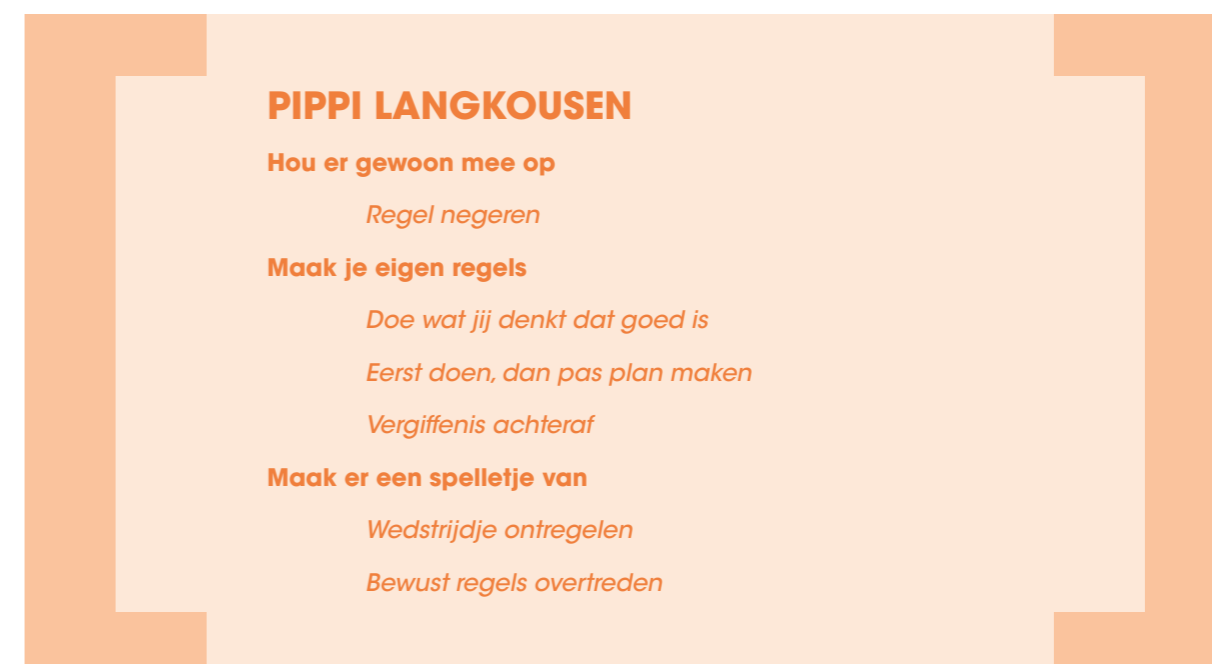 PIPPI LANGKOUSEN
Hou er gewoon mee op
Regel negeren
Maak je eigen regels
Doe wat jij denkt dat goed is
Eerst doen, dan pas plan maken
Vergiffenis achteraf
Maak er een spelletje van
Wedstrijdje ontregelen
Bewust regels overtreden